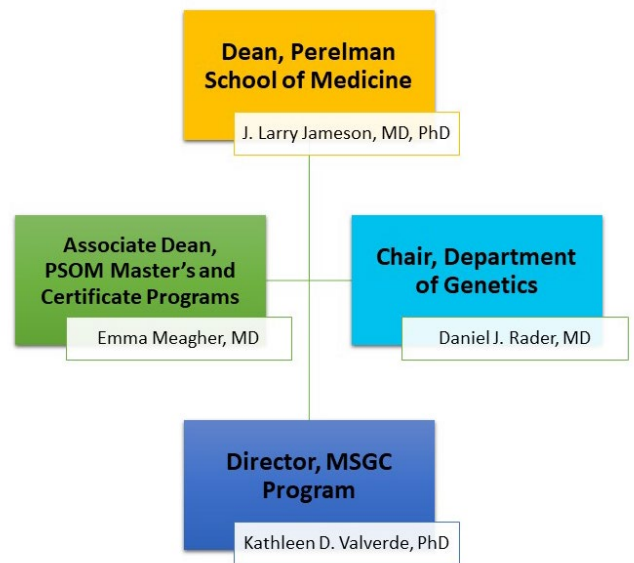 Dean, Perelman
School of Medicine
J. Larry Jameson, MD, PhD
Associate Dean,
PSOM Master's and
Certificate Programs
Emma Meagher, MD
Chair, Department
of Genetics
Daniel J. Rader, MD
Director, MSGC
Program
Kathleen D. Valverde, PhD